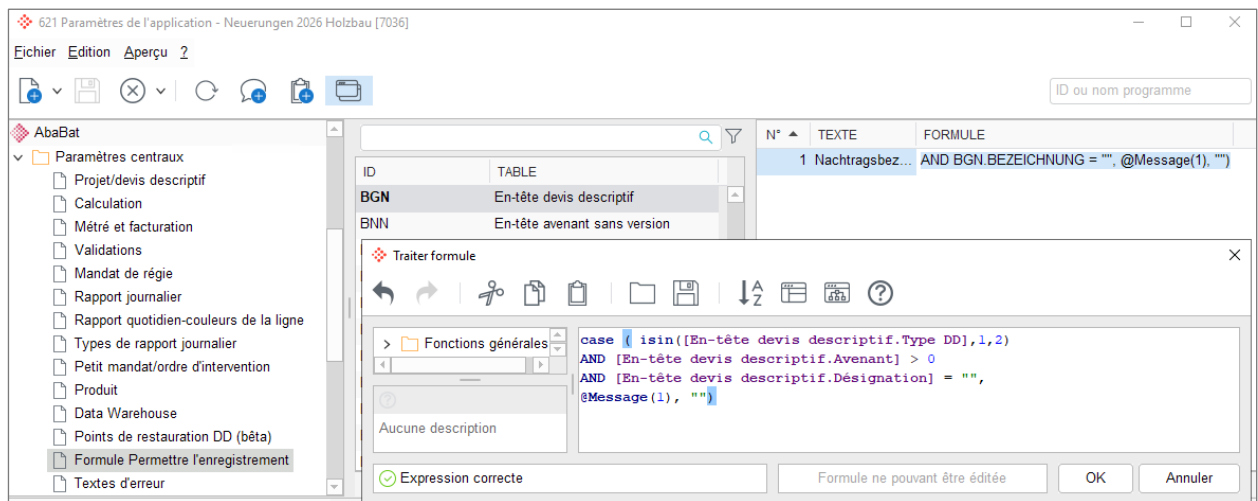 621 Paramètres de l'application - Neuerungen 2026 Holzbau [7036]
Fichier Edition Aperçu ?
ID ou nom programme
AbaBat
Paramètres centraux
Projet/devis descriptif
Calculation
Métré et facturation
Validations
Mandat de régie
Rapport journalier
Rapport quotidien-couleurs de la ligne
Types de rapport journalier
Petit mandat/ordre d'intervention
Produit
Data Warehouse
Points de restauration DD (bêta)
Formule Permettre l'enregistrement
Textes d'erreur
ID TABLE
BGN En-tête devis descriptif
BNN En-tête avenant sans version
N° TEXTE FORMULE
1 Nachtragsbez... AND BGN.BEZEICHNUNG = "", @Message(1), "")
Traiter formule
Fonctions générales
Aucune description
case ( isin([En-tête devis descriptif.Type DD],1,2)
AND [En-tête devis descriptif.Avenant] > 0
AND [En-tête devis descriptif.Désignation] = "",
@Message(1), "")
Expression correcte
Formule ne pouvant être éditée
OK
Annuler